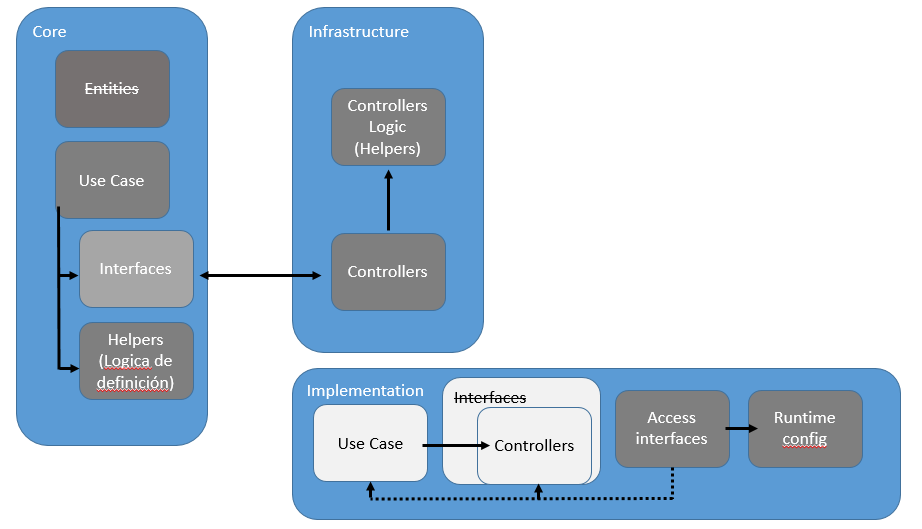 Core
Entities
Use Case
Interfaces
Helpers
(Logica de
definición)
Infrastructure
Controllers
Logic
(Helpers)
Controllers
Implementation
Use Case
Interfaces
Controllers
Access
interfaces
Runtime
config